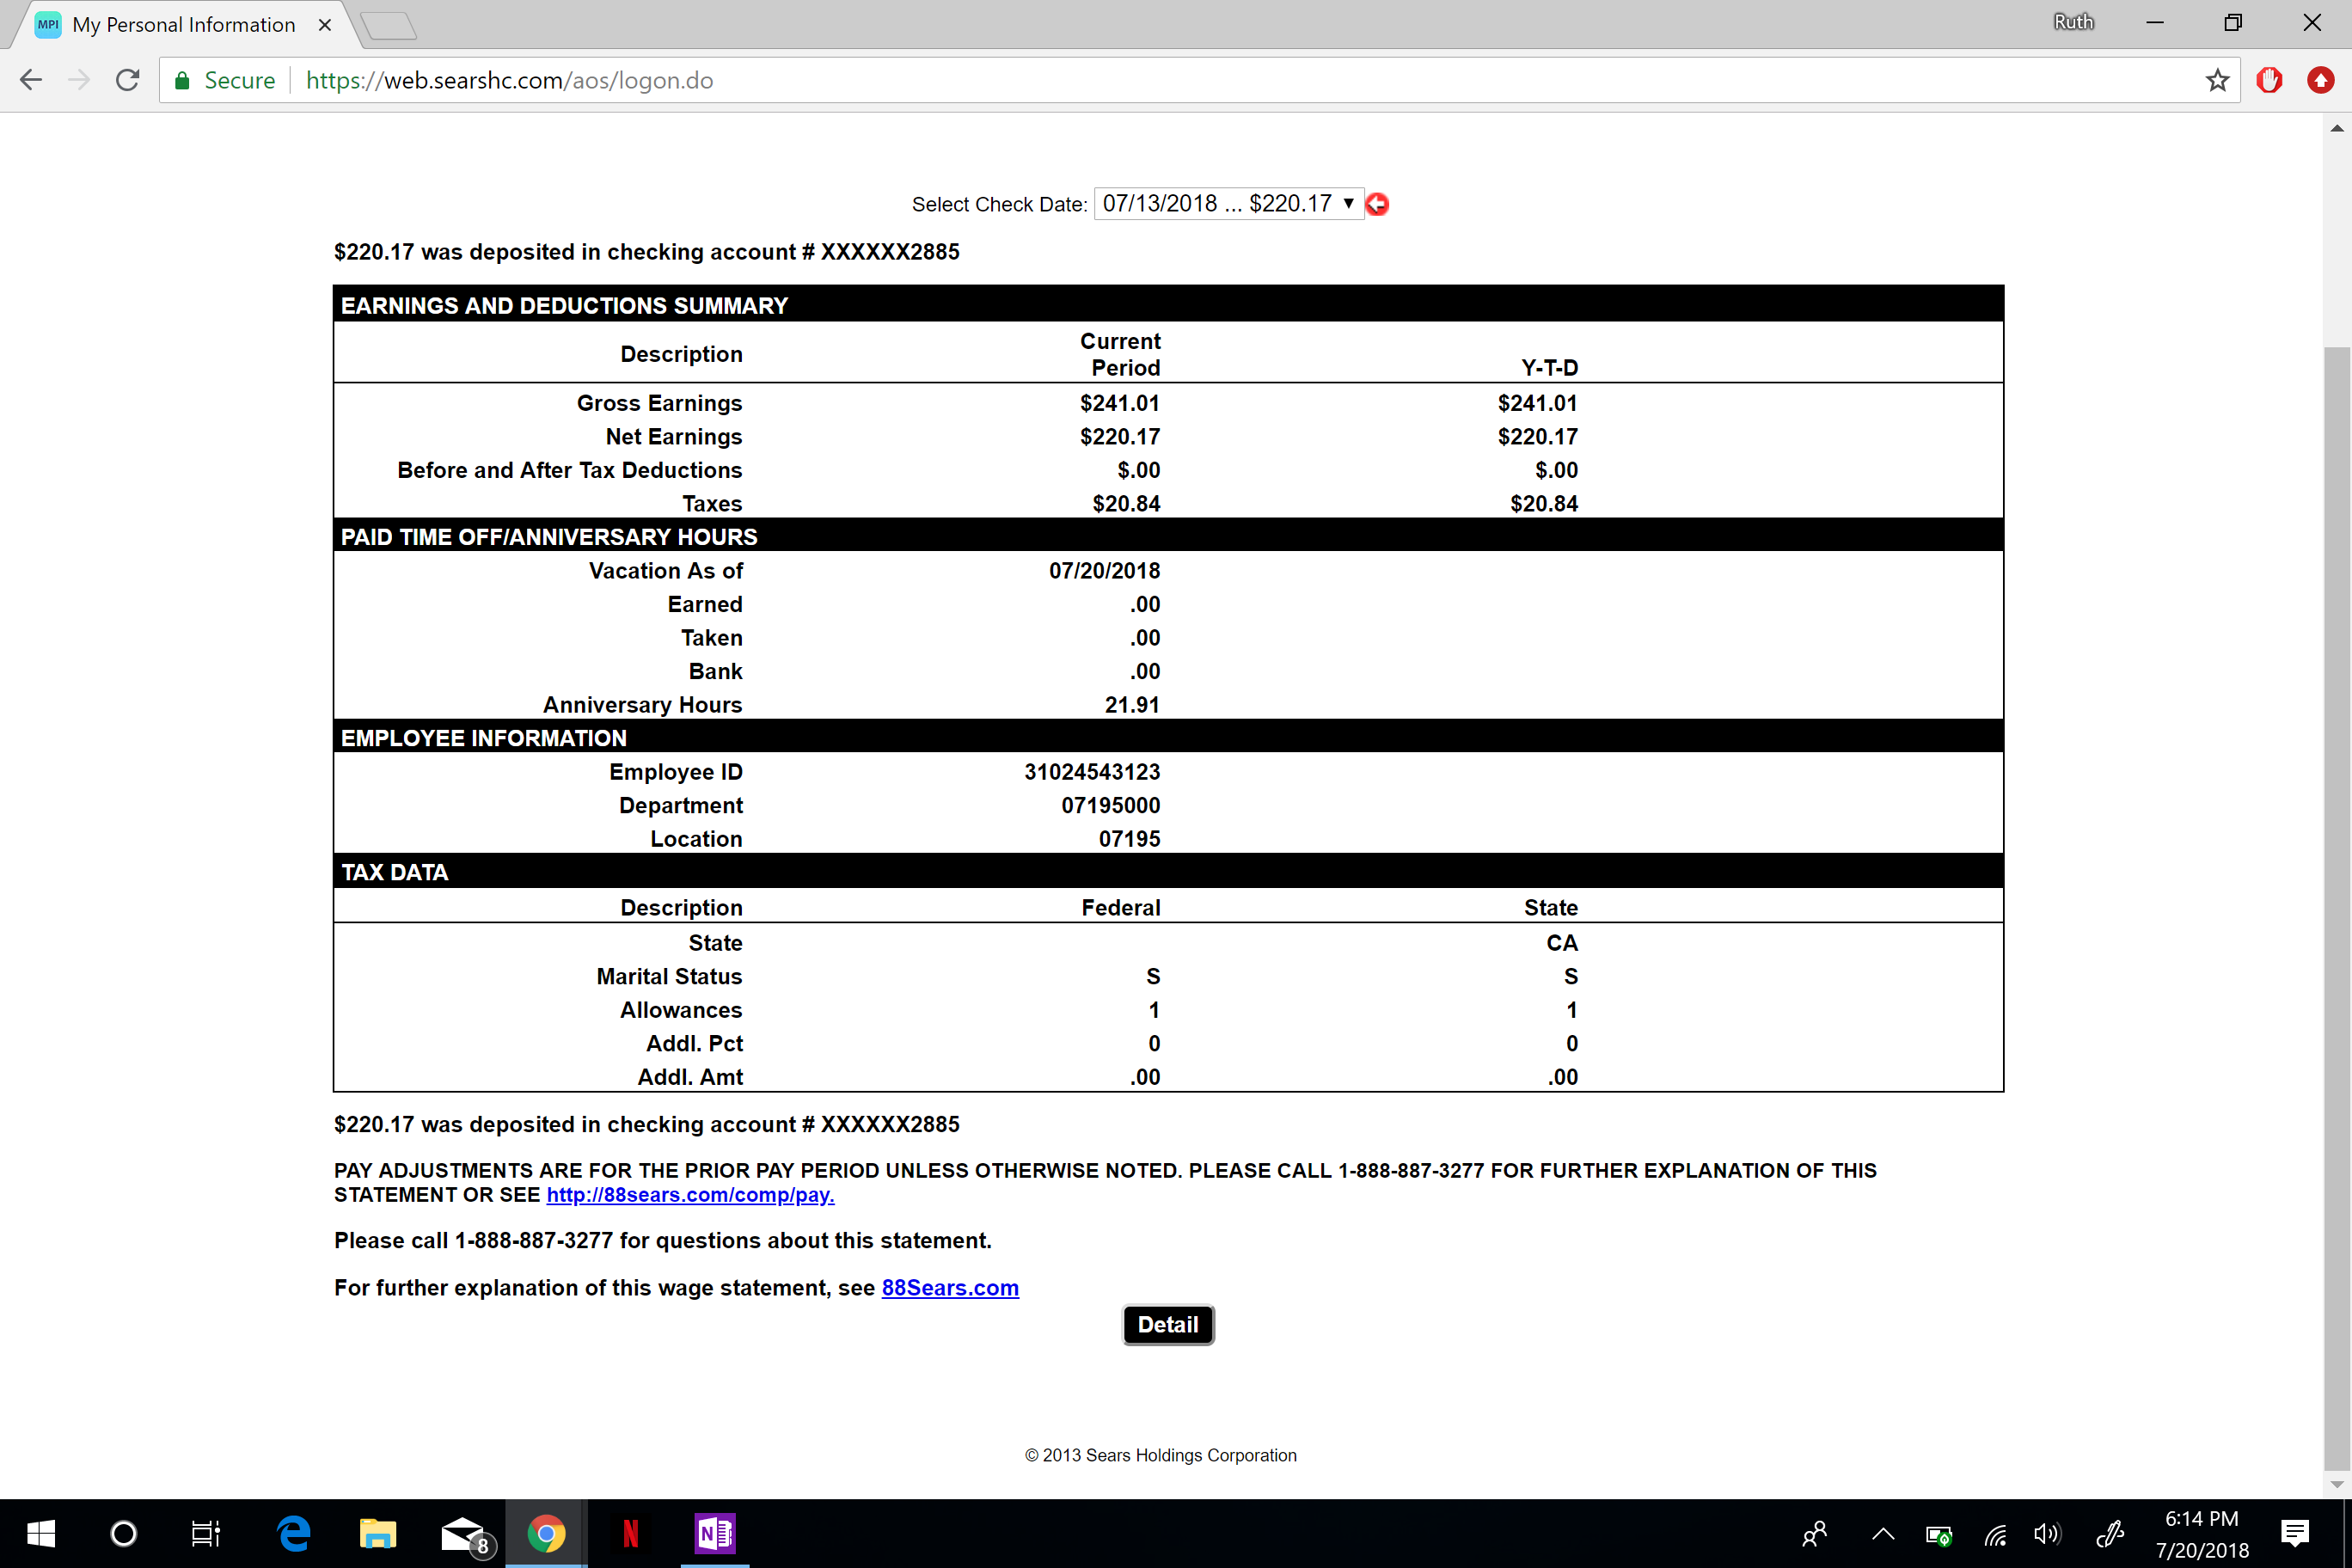 MPI My Personal Information
Ruth
Secure https://web.searshc.com/aos/logon.do
Select Check Date: 07/13/2018 ... $220.17
$220.17 was deposited in checking account # XXXXXX2885
EARNINGS AND DEDUCTIONS SUMMARY
Description Current Period Y-T-D
Gross Earnings $241.01 $241.01
Net Earnings $220.17 $220.17
Before and After Tax Deductions $.00 $.00
Taxes $20.84 $20.84
PAID TIME OFF/ANNIVERSARY HOURS
Vacation As of 07/20/2018
Earned .00
Taken .00
Bank .00
Anniversary Hours 21.91
EMPLOYEE INFORMATION
Employee ID 31024543123
Department 07195000
Location 07195
TAX DATA
Description Federal State
State CA
Marital Status S S
Allowances 1 1
Addl. Pct 0 0
Addl. Amt .00 .00
$220.17 was deposited in checking account # XXXXXX2885
PAY ADJUSTMENTS ARE FOR THE PRIOR PAY PERIOD UNLESS OTHERWISE NOTED. PLEASE CALL 1-888-887-3277 FOR FURTHER EXPLANATION OF THIS
STATEMENT OR SEE http://88sears.com/comp/pay.
Please call 1-888-887-3277 for questions about this statement.
For further explanation of this wage statement, see 88Sears.com
Detail
© 2013 Sears Holdings Corporation
8
N
N
6:14 PM
7/20/2018